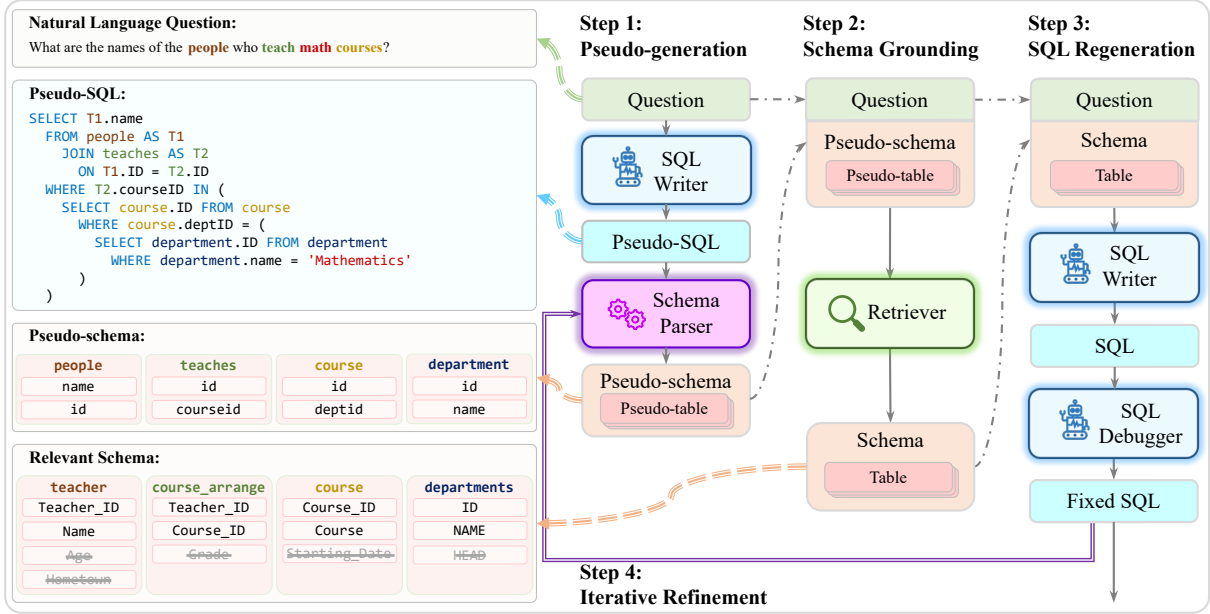 Natural Language Question:
What are the names of the people who teach math courses?
Pseudo-SQL:
SELECT T1.name
FROM people AS T1
JOIN teaches AS T2
ON T1.ID = T2.ID
WHERE T2.courseID IN (
SELECT course.ID FROM course
WHERE course.deptID = (
SELECT department.ID FROM department
WHERE department.name = 'Mathematics'
)
)
Pseudo-schema:
people teaches course department
name id id id
id courseid deptid name
Relevant Schema:
teacher course_arrange course departments
Teacher_ID Teacher_ID Course_ID ID
Name Course_ID Course NAME
Age Grade Starting_Date HEAD
Hometown
Step 1:
Pseudo-generation
Question
SQL
Writer
Pseudo-SQL
Schema
Parser
Pseudo-schema
Pseudo-table
Step 2:
Schema Grounding
Question
Pseudo-schema
Pseudo-table
Retriever
Schema
Table
Step 3:
SQL Regeneration
Question
Schema
Table
SQL
Writer
SQL
SQL
Debugger
Fixed SQL
Step 4:
Iterative Refinement